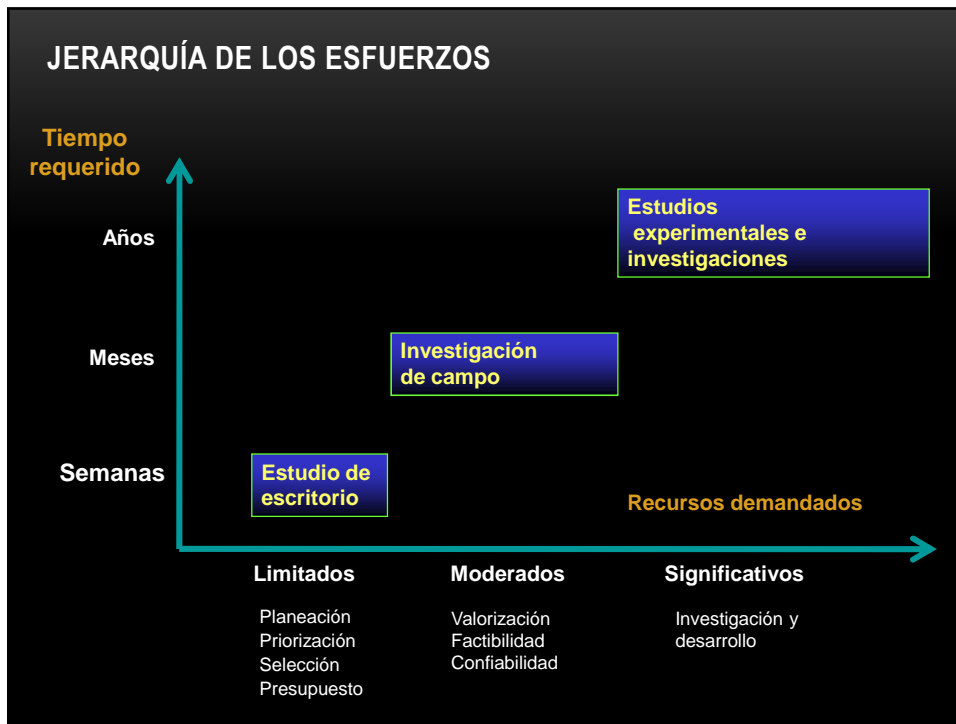 JERARQUÍA DE LOS ESFUERZOS
Tiempo
requerido
Años
Estudios
experimentales e
investigaciones
Meses
Investigación
de campo
Semanas
Estudio de
escritorio
Recursos demandados
Limitados
Moderados
Significativos
Planeación
Priorización
Selección
Presupuesto
Valorización
Factibilidad
Confiabilidad
Investigación y
desarrollo